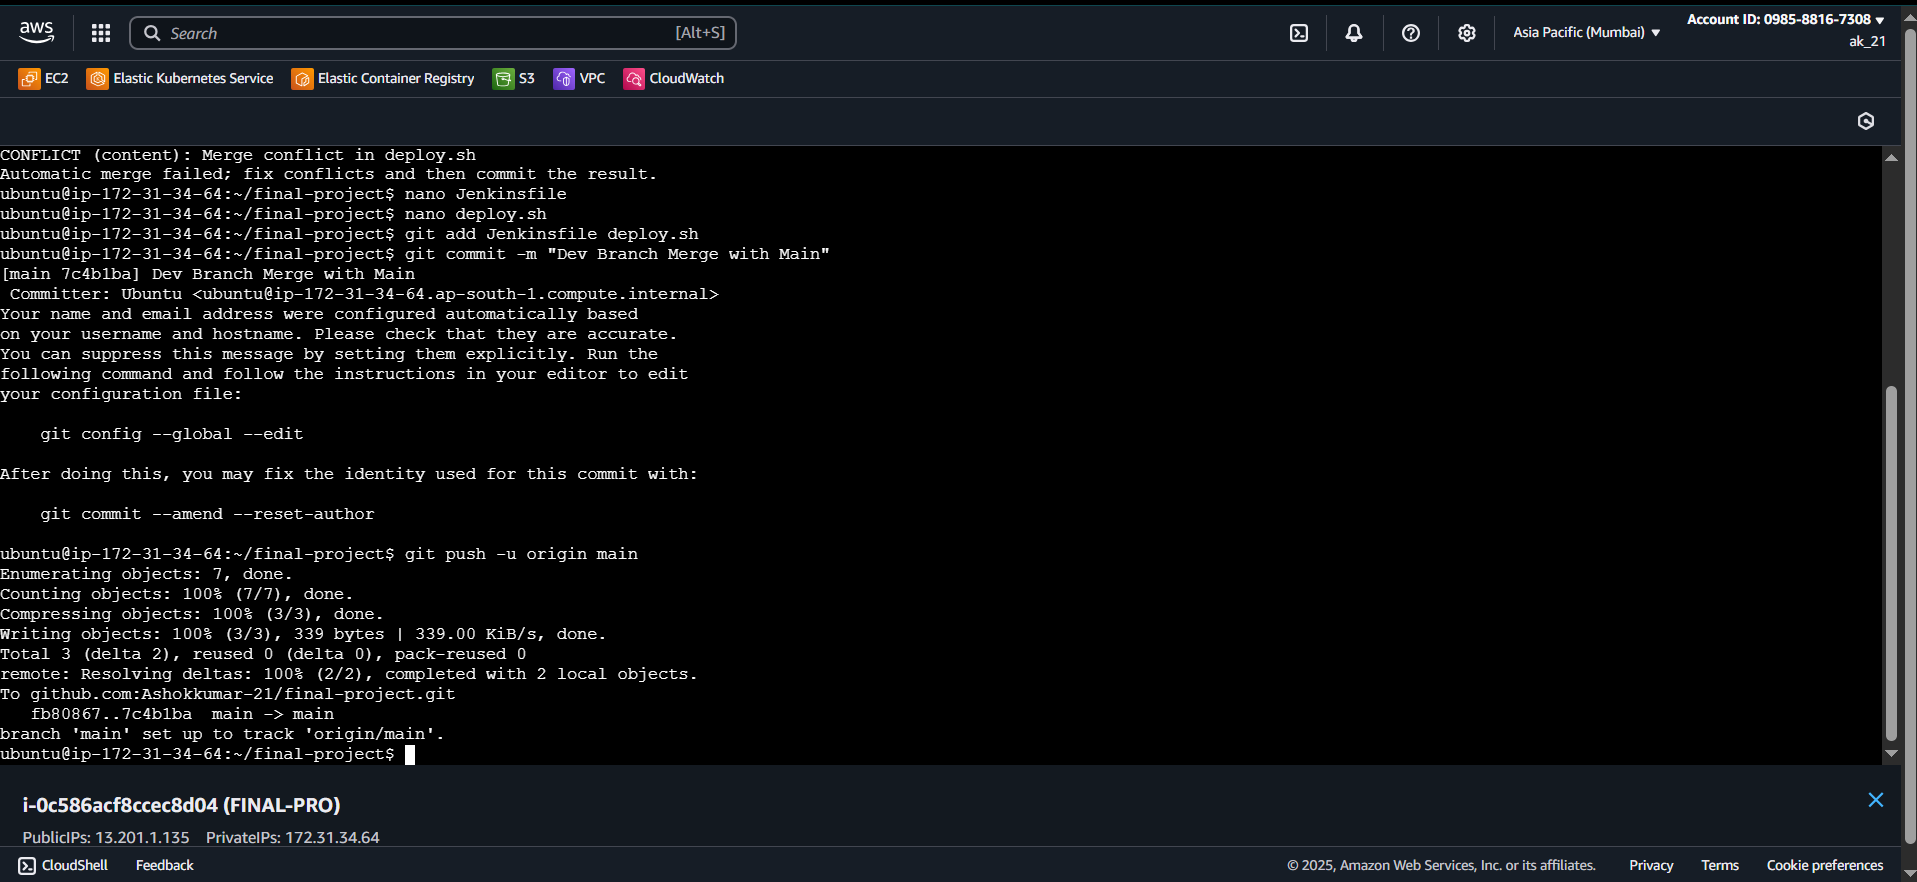 aws
Search
[Alt+S]
Asia Pacific (Mumbai)
Account ID: 0985-8816-7308
ak_21
EC2
Elastic Kubernetes Service
Elastic Container Registry
S3
VPC
CloudWatch
CONFLICT (content): Merge conflict in deploy.sh
Automatic merge failed; fix conflicts and then commit the result.
ubuntu@ip-172-31-34-64:~/final-project$ nano Jenkinsfile
ubuntu@ip-172-31-34-64:~/final-project$ nano deploy.sh
ubuntu@ip-172-31-34-64:~/final-project$ git add Jenkinsfile deploy.sh
ubuntu@ip-172-31-34-64:~/final-project$ git commit -m "Dev Branch Merge with Main"
[main 7c4b1ba] Dev Branch Merge with Main
Committer: Ubuntu <ubuntu@ip-172-31-34-64.ap-south-1.compute.internal>
Your name and email address were configured automatically based
on your username and hostname. Please check that they are accurate.
You can suppress this message by setting them explicitly. Run the
following command and follow the instructions in your editor to edit
your configuration file:
git config --global --edit
After doing this, you may fix the identity used for this commit with:
git commit --amend --reset-author
ubuntu@ip-172-31-34-64:~/final-project$ git push -u origin main
Enumerating objects: 7, done.
Counting objects: 100% (7/7), done.
Compressing objects: 100% (3/3), done.
Writing objects: 100% (3/3), 339 bytes | 339.00 KiB/s, done.
Total 3 (delta 2), reused 0 (delta 0), pack-reused 0
remote: Resolving deltas: 100% (2/2), completed with 2 local objects.
To github.com:Ashokkumar-21/final-project.git
fb80867..7c4b1ba  main -> main
branch 'main' set up to track 'origin/main'.
ubuntu@ip-172-31-34-64:~/final-project$
i-0c586acf8ccec8d04 (FINAL-PRO)
PublicIPs: 13.201.1.135 PrivateIPs: 172.31.34.64
CloudShell
Feedback
© 2025, Amazon Web Services, Inc. or its affiliates.
Privacy
Terms
Cookie preferences